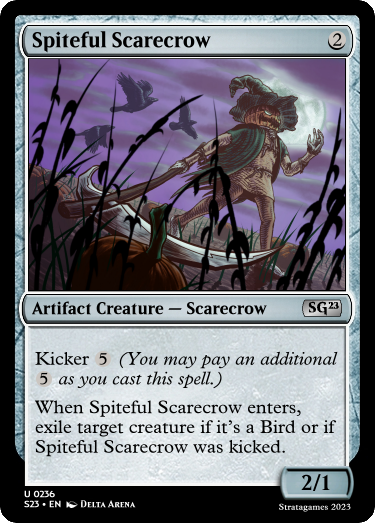 Spiteful Scarecrow 2
Artifact Creature — Scarecrow SG23
Kicker 5 (You may pay an additional
5 as you cast this spell.)
When Spiteful Scarecrow enters,
exile target creature if it's a Bird or if
Spiteful Scarecrow was kicked.
2/1
U 0236
S23 • EN Delta Arena Stratagames 2023